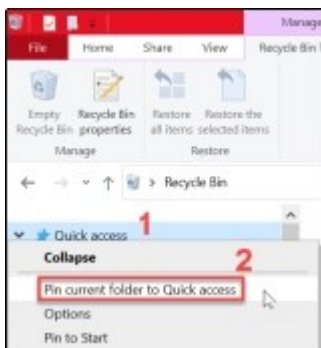 Manage
File Home Share View Recycle Bin
Empty Recycle Bin Restore Restore the
Recycle Bin properties all items selected items
Manage Restore
Recycle Bin
Quick access 1
Collapse 2
Pin current folder to Quick access
Options
Pin to Start